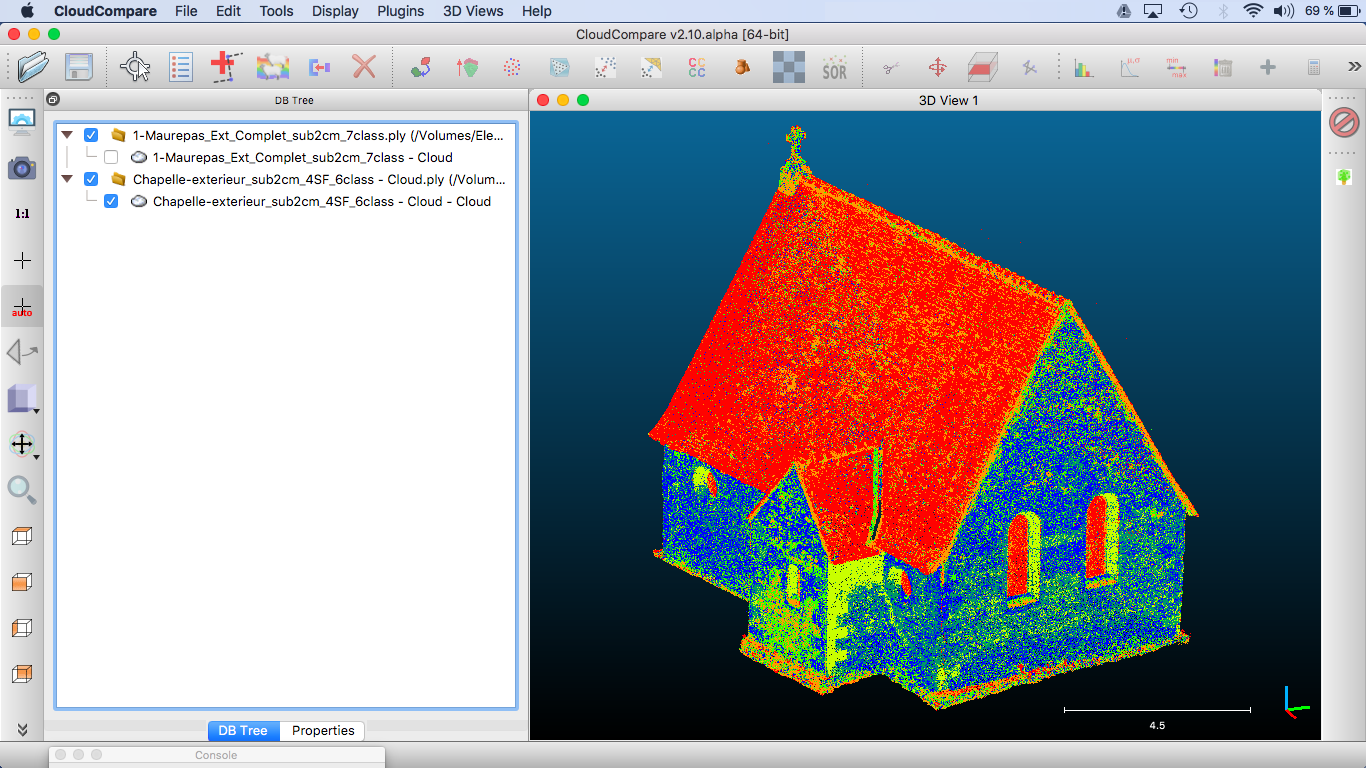 CloudCompare File Edit Tools Display Plugins 3D Views Help 69 %
CloudCompare v2.10.alpha [64-bit]
CC
CC
SOR
μ,σ
min
max
DB Tree
3D View 1
1-Maurepas_Ext_Complet_sub2cm_7class.ply (/Volumes/Ele...
1-Maurepas_Ext_Complet_sub2cm_7class - Cloud
Chapelle-exterieur_sub2cm_4SF_6class - Cloud.ply (/Volum...
Chapelle-exterieur_sub2cm_4SF_6class - Cloud - Cloud
1:1
auto
4.5
DB Tree Properties
Console